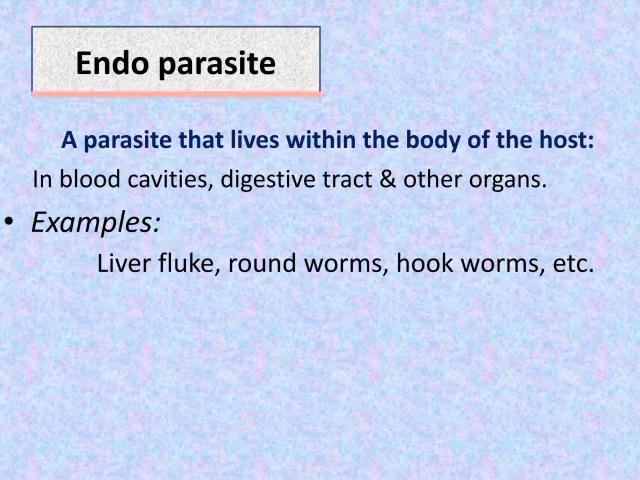 Endo parasite
A parasite that lives within the body of the host:
In blood cavities, digestive tract & other organs.
• Examples:
Liver fluke, round worms, hook worms, etc.